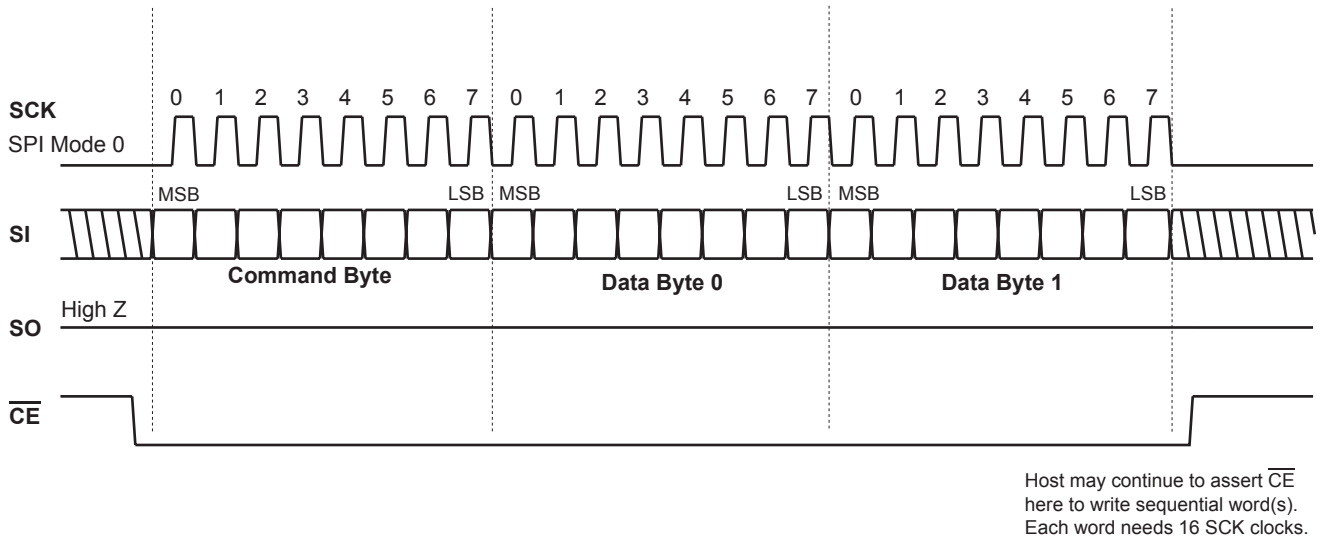 0 1 2 3 4 5 6 7 0 1 2 3 4 5 6 7 0 1 2 3 4 5 6 7
SCK
SPI Mode 0
MSB LSB MSB LSB MSB LSB
SI
Command Byte Data Byte 0 Data Byte 1
High Z
SO
CE
Host may continue to assert CE
here to write sequential word(s).
Each word needs 16 SCK clocks.